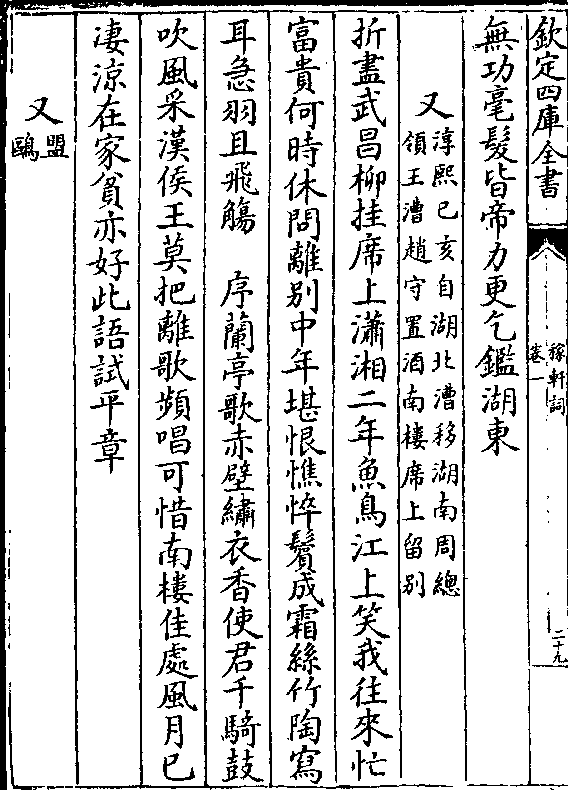 欽定四庫全書
稼軒詞
卷一
二十九
無功毫髮皆帝力更乞鑑湖東
又
淳熙己亥自湖北漕移湖南周總
領王漕趙守置酒南樓席上留别
折盡武昌柳挂席上瀟湘二年魚鳥江上笑我往來忙
富貴何時休問離别中年堪恨憔悴鬢成霜絲竹陶寫
耳急羽且飛觴　序蘭亭歌赤壁繡衣香使君千騎鼓
吹風采漢侯王莫把離歌頻唱可惜南樓佳處風月已
凄涼在家貧亦好此語試平章
又
盟
鷗